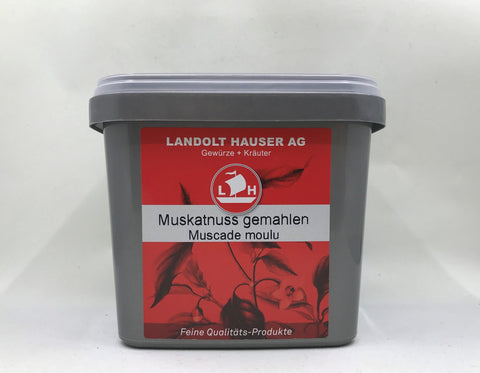 LANDOLT HAUSER AG
Gewürze + Kräuter
L H
Muskatnuss gemahlen
Muscade moulu
Feine Qualitäts-Produkte